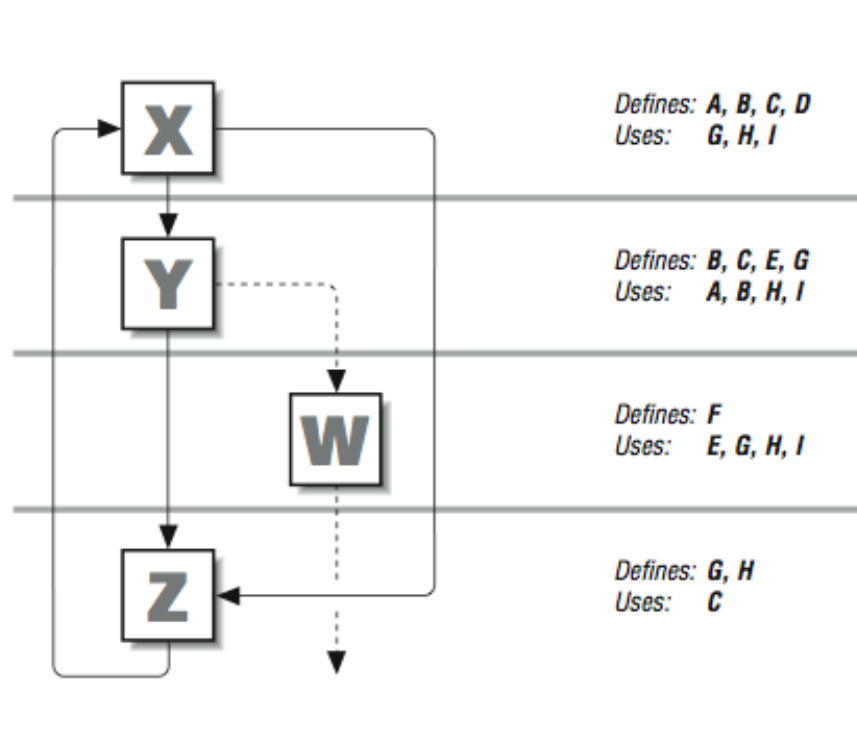 X
Defines: A, B, C, D
Uses: G, H, I
Y
Defines: B, C, E, G
Uses: A, B, H, I
W
Defines: F
Uses: E, G, H, I
Z
Defines: G, H
Uses: C